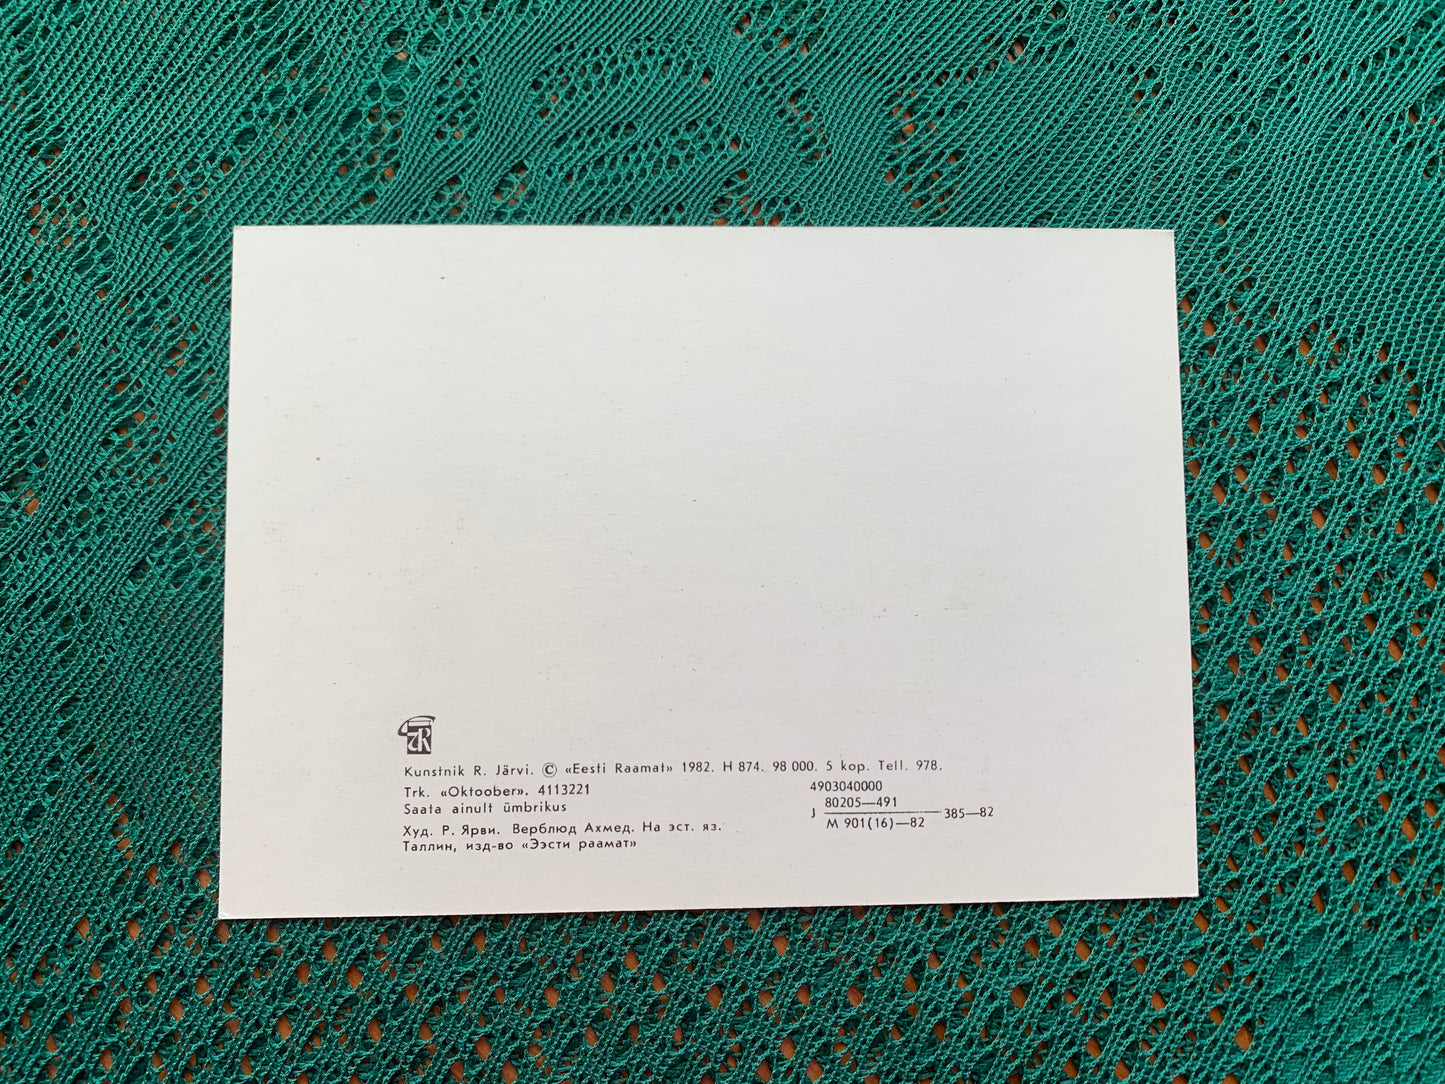 ER
Kunstnik R. Järvi. © «Eesti Raamat» 1982. H 874. 98 000. 5 kop. Tell. 978.
Trk. «Oktoober». 4113221
Saata ainult ümbrikus
4903040000
J 80205—491
M 901(16)—82
385—82
Худ. Р. Ярви. Верблюд Ахмед. На эст. яз.
Таллин, изд-во «Ээсти раамат»